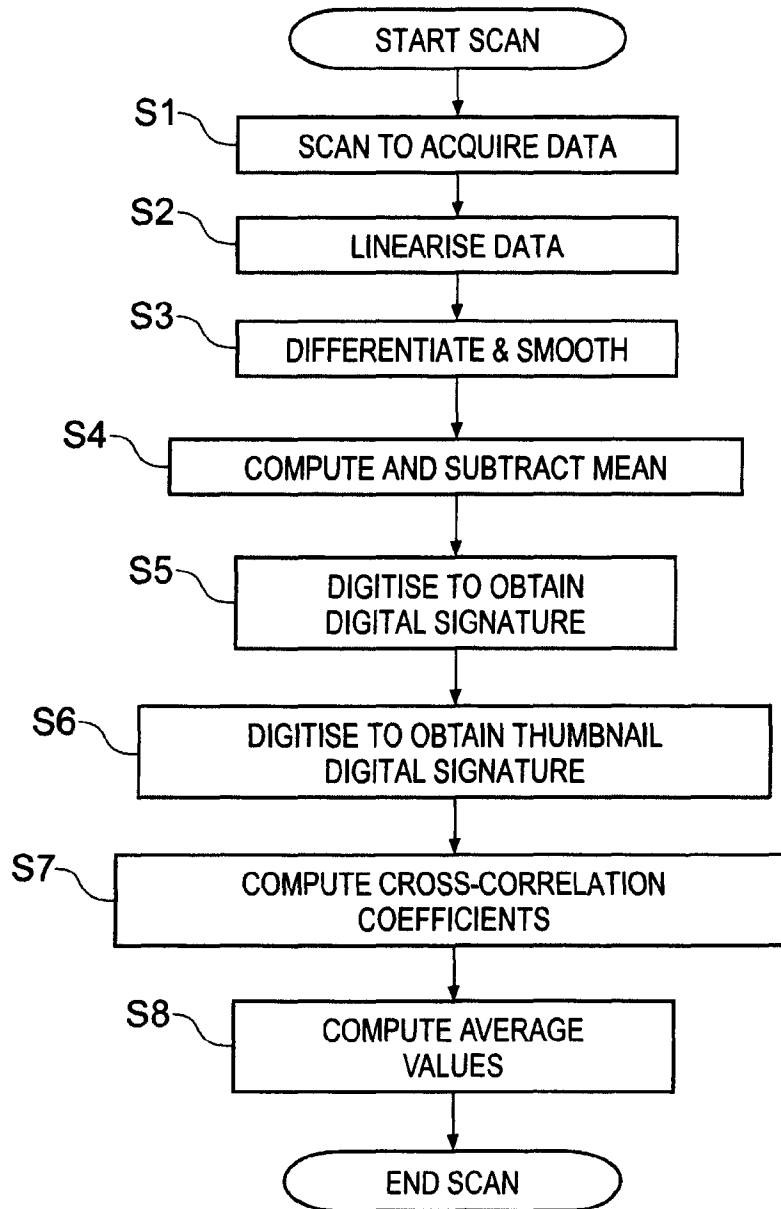 START SCAN
S1
SCAN TO ACQUIRE DATA
S2
LINEARISE DATA
S3
DIFFERENTIATE & SMOOTH
S4
COMPUTE AND SUBTRACT MEAN
S5
DIGITISE TO OBTAIN
DIGITAL SIGNATURE
S6
DIGITISE TO OBTAIN THUMBNAIL
DIGITAL SIGNATURE
S7
COMPUTE CROSS-CORRELATION
COEFFICIENTS
S8
COMPUTE AVERAGE
VALUES
END SCAN